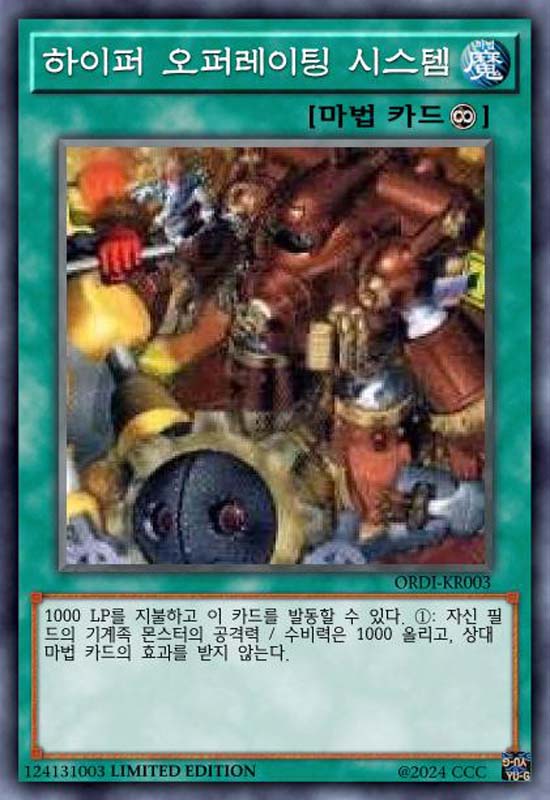 하이퍼 오퍼레이팅 시스템
마법
魔
[마법 카드♾]
ORDI-KR003
1000 LP를 지불하고 이 카드를 발동할 수 있다. ①: 자신 필
드의 기계족 몬스터의 공격력 / 수비력은 1000 올리고, 상대
마법 카드의 효과를 받지 않는다.
124131003 LIMITED EDITION
@2024 CCC
YU-G